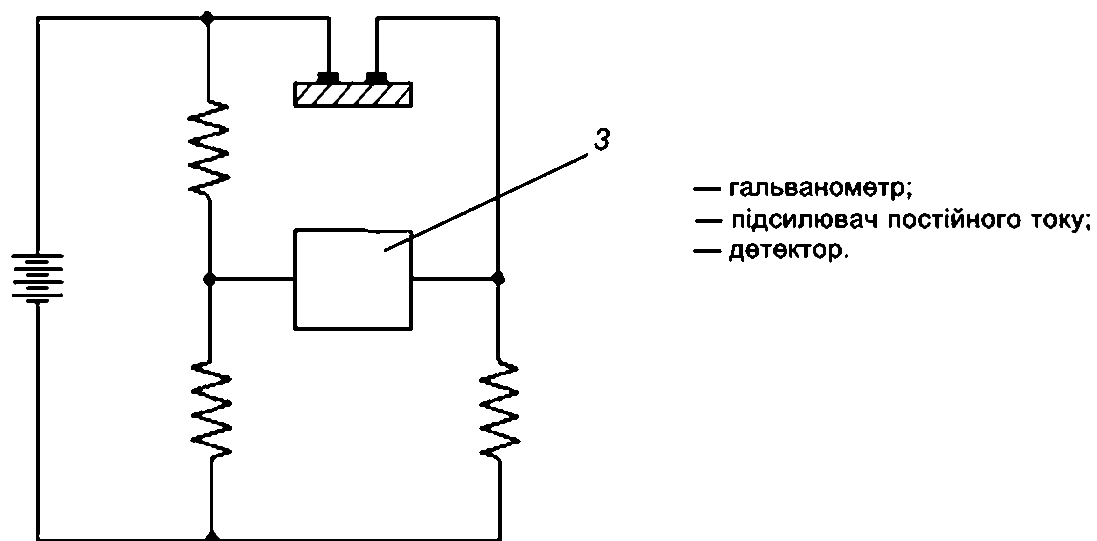 3
— гальванометр;
— підсилювач постійного току;
— детектор.